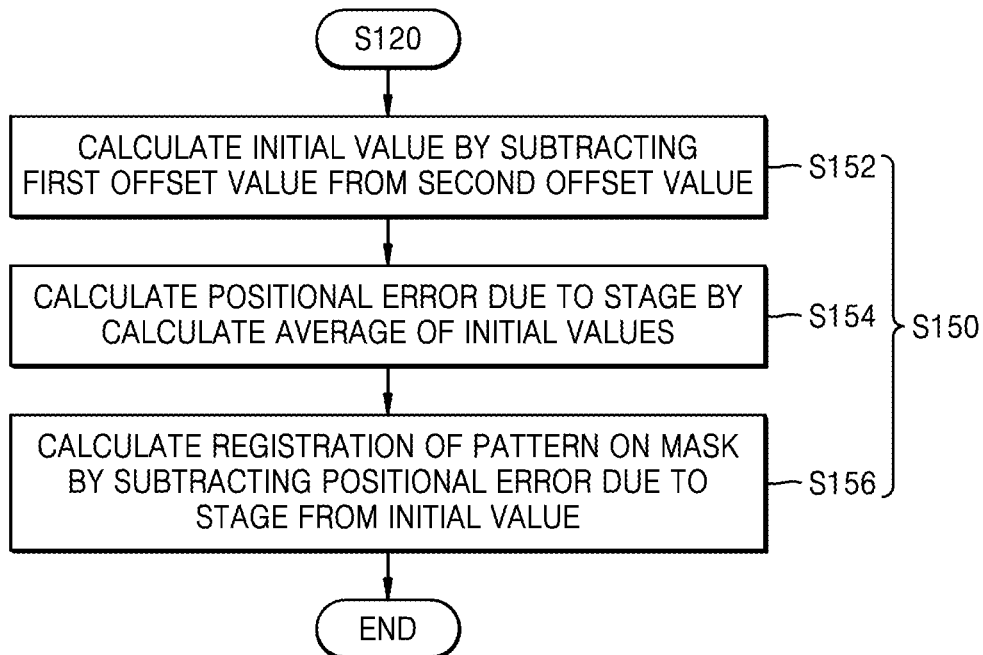 S120
CALCULATE INITIAL VALUE BY SUBTRACTING
FIRST OFFSET VALUE FROM SECOND OFFSET VALUE
S152
CALCULATE POSITIONAL ERROR DUE TO STAGE BY
CALCULATE AVERAGE OF INITIAL VALUES
S154
S150
CALCULATE REGISTRATION OF PATTERN ON MASK
BY SUBTRACTING POSITIONAL ERROR DUE TO
STAGE FROM INITIAL VALUE
S156
END